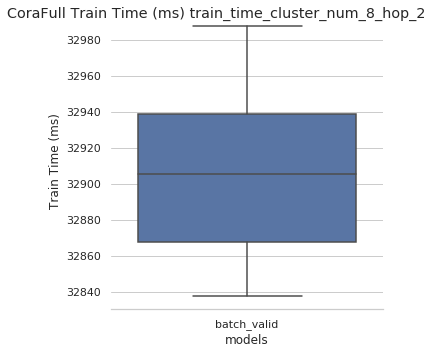 CoraFull Train Time (ms) train_time_cluster_num_8_hop_2
32980
32960
32940
32920
32900
32880
32860
32840
Train Time (ms)
batch_valid
models